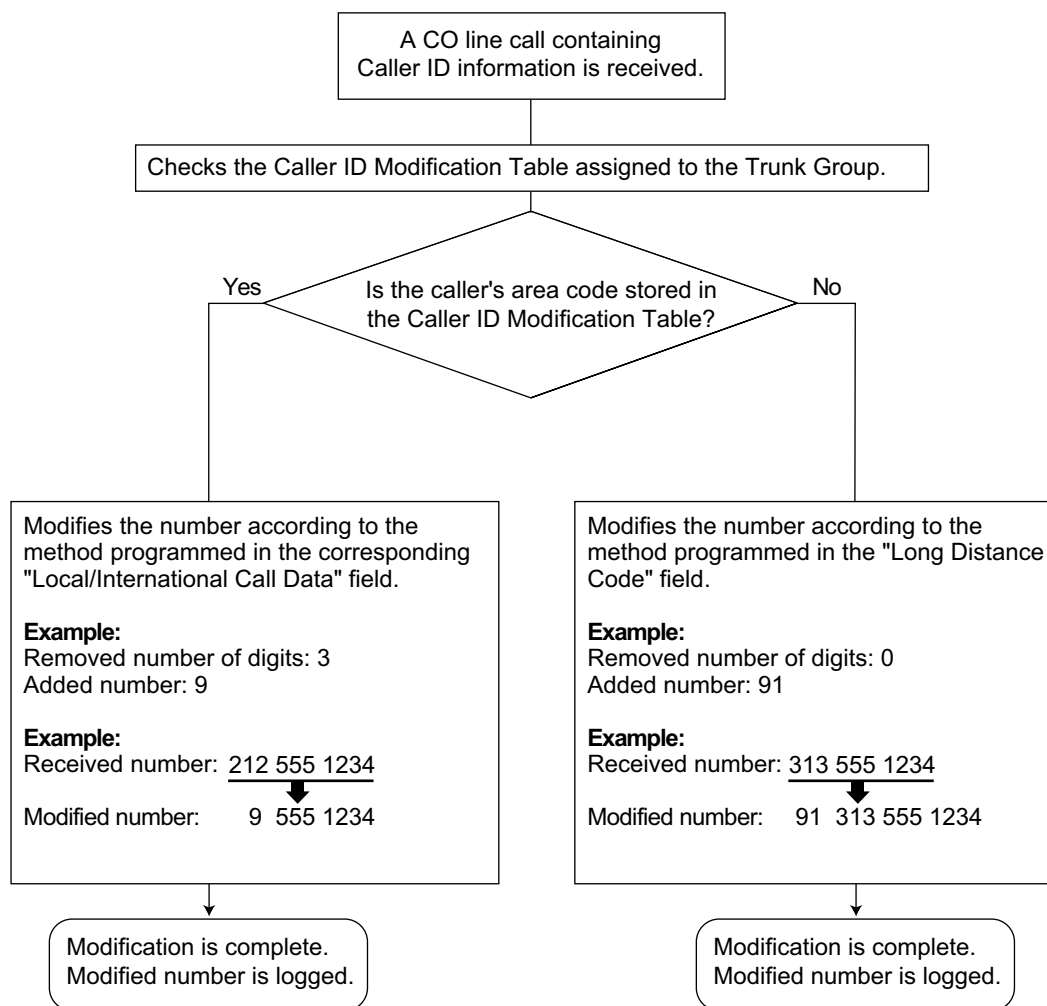 A CO line call containing
Caller ID information is received.
Checks the Caller ID Modification Table assigned to the Trunk Group.
Yes
Is the caller's area code stored in
the Caller ID Modification Table?
No
Modifies the number according to the
method programmed in the corresponding
"Local/International Call Data" field.
Example:
Removed number of digits: 3
Added number: 9
Example:
Received number: 212 555 1234
Modified number: 9 555 1234
Modification is complete.
Modified number is logged.
Modifies the number according to the
method programmed in the "Long Distance
Code" field.
Example:
Removed number of digits: 0
Added number: 91
Example:
Received number: 313 555 1234
Modified number: 91 313 555 1234
Modification is complete.
Modified number is logged.